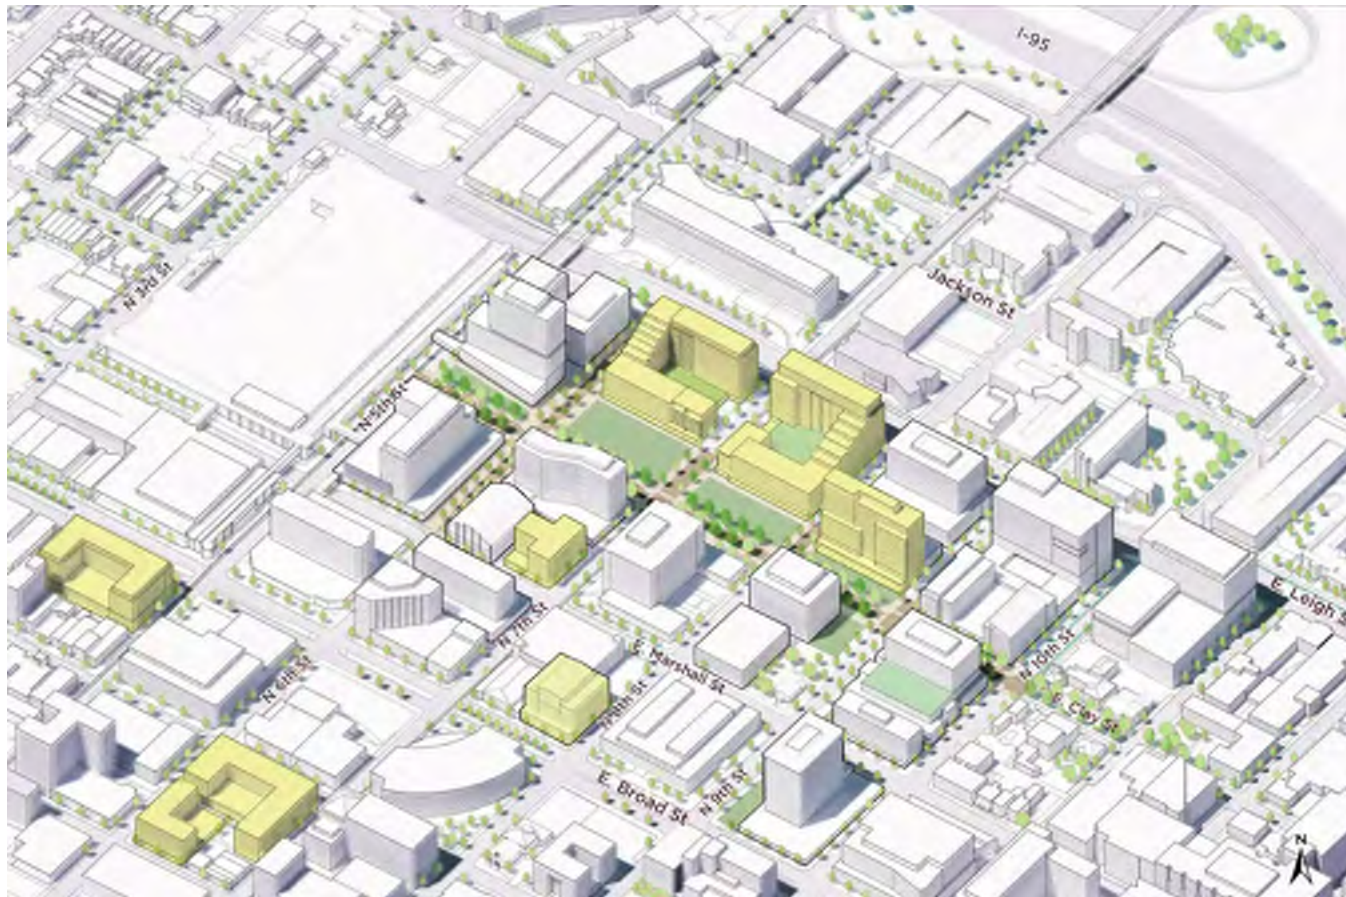 I-95
N 3rd St
Jackson St
N 5th St
E. Leigh S
N 7th St
E. Marshall St
N 10th St
N 6th St
N 8th St
E. Clay St
E. Broad St
N 9th St
N